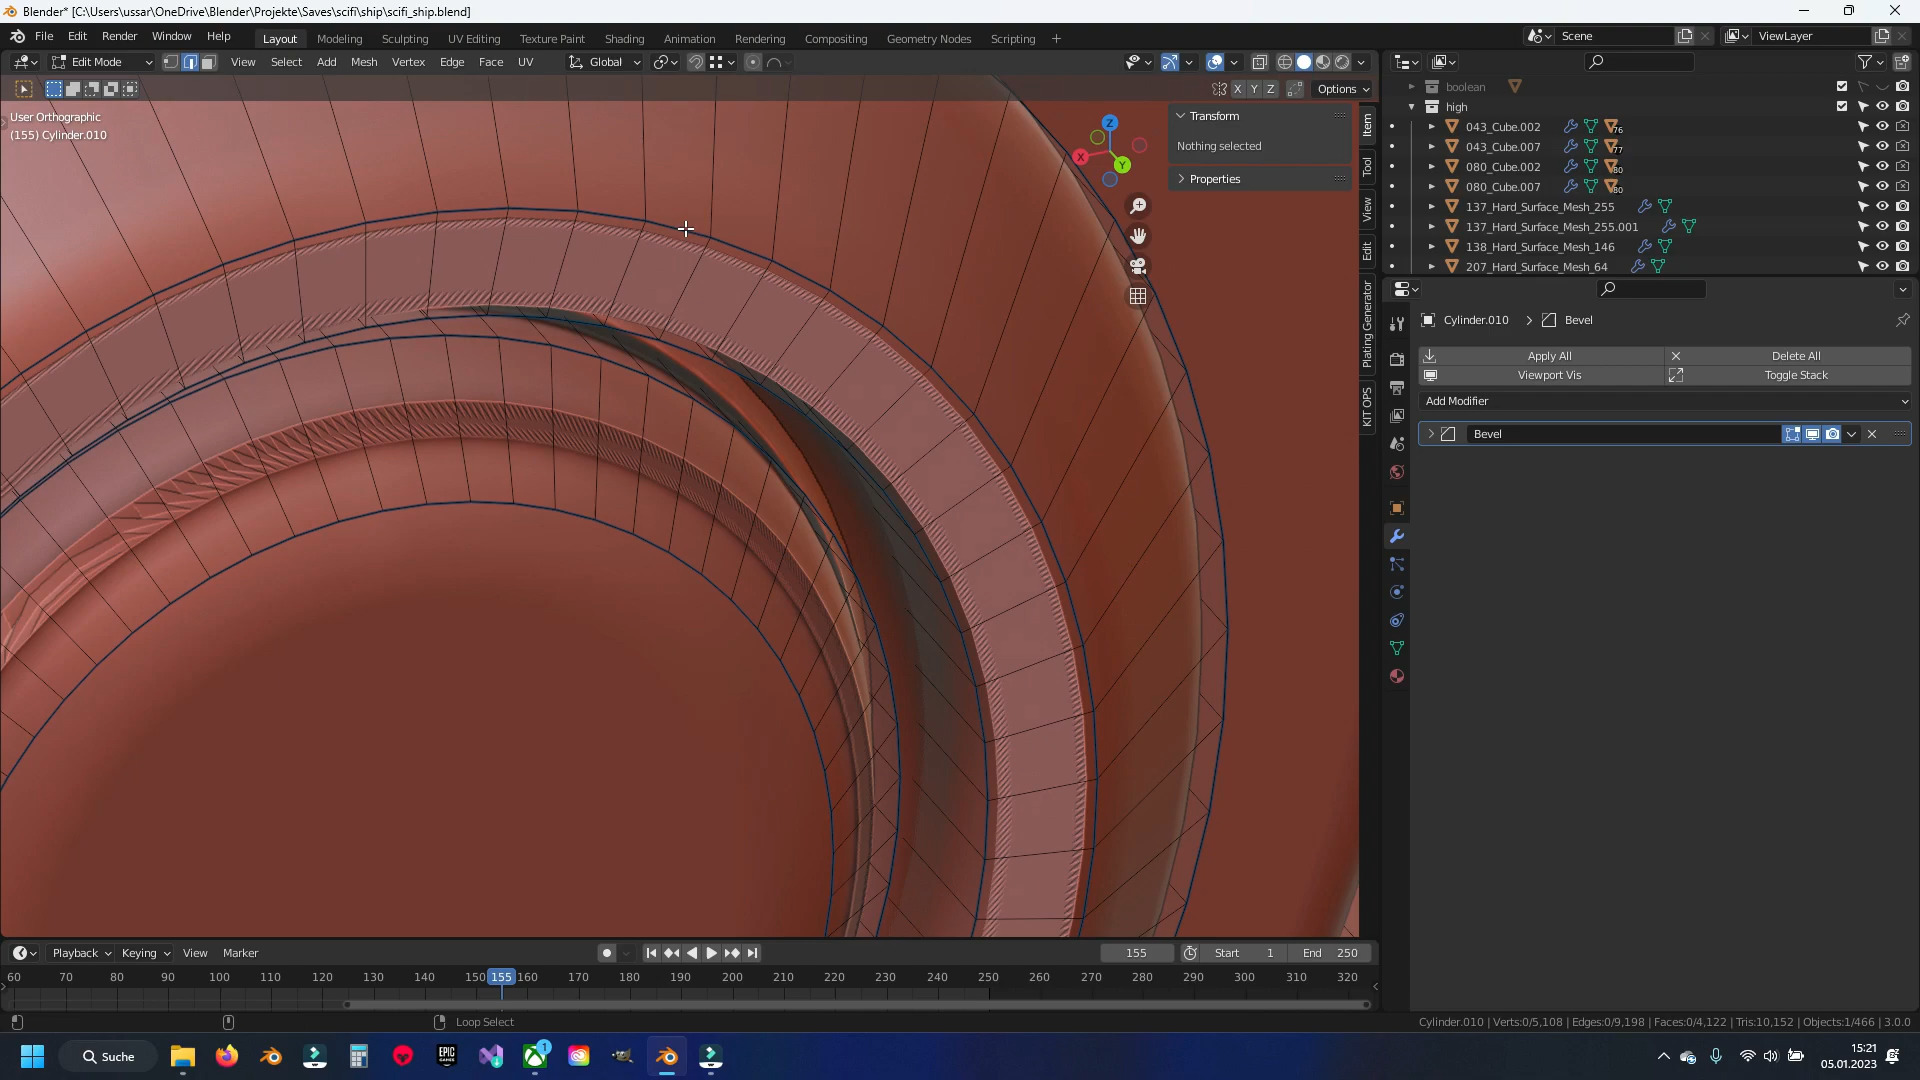 Blender* [C:\Users\ussar\OneDrive\Blender\Projekte\Saves\scifi\ship\scifi_ship.blend]
File Edit Render Window Help Layout Modeling Sculpting UV Editing Texture Paint Shading Animation Rendering Compositing Geometry Nodes Scripting + Scene ViewLayer
Edit Mode View Select Add Mesh Vertex Edge Face UV Global
X Y Z Options
User Orthographic
(155) Cylinder.010
Z
X
Y
Transform
Nothing selected
Properties
Item
Tool
View
Edit
Plating Generator
KIT OPS
boolean
high
043_Cube.002 76
043_Cube.007 77
080_Cube.002 80
080_Cube.007 80
137_Hard_Surface_Mesh_255
137_Hard_Surface_Mesh_255.001
138_Hard_Surface_Mesh_146
207_Hard_Surface_Mesh_64
Cylinder.010 Bevel
Apply All Delete All
Viewport Vis Toggle Stack
Add Modifier
Bevel
Playback Keying View Marker 155 Start 1 End 250
60 70 80 90 100 110 120 130 140 150 155 160 170 180 190 200 210 220 230 240 250 260 270 280 290 300 310 320
Loop Select
Cylinder.010 | Verts:0/5,108 | Edges:0/9,198 | Faces:0/4,122 | Tris:10,152 | Objects:1/466 | 3.0.0
Suche
EPIC GAMES
1
15:21
05.01.2023